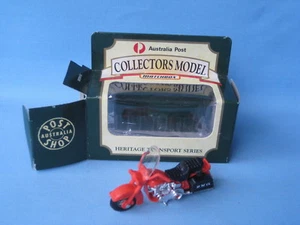 Australia Post
COLLECTORS MODEL
MATCHBOX
HERITAGE TRANSPORT SERIES
POST
AUSTRALIA
SHOP